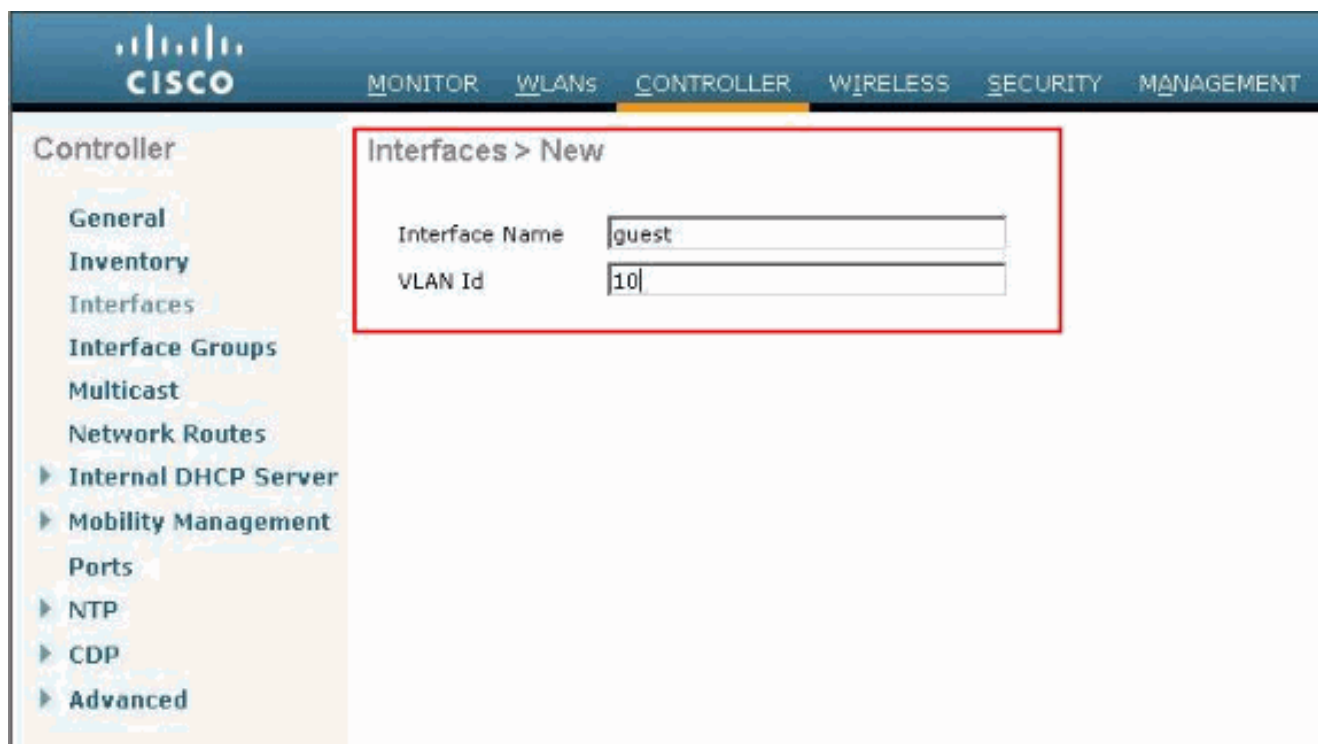 CISCO
MONITOR WLANs CONTROLLER WIRELESS SECURITY MANAGEMENT
Controller
General
Inventory
Interfaces
Interface Groups
Multicast
Network Routes
Internal DHCP Server
Mobility Management
Ports
NTP
CDP
Advanced
Interfaces > New
Interface Name guest
VLAN Id 10